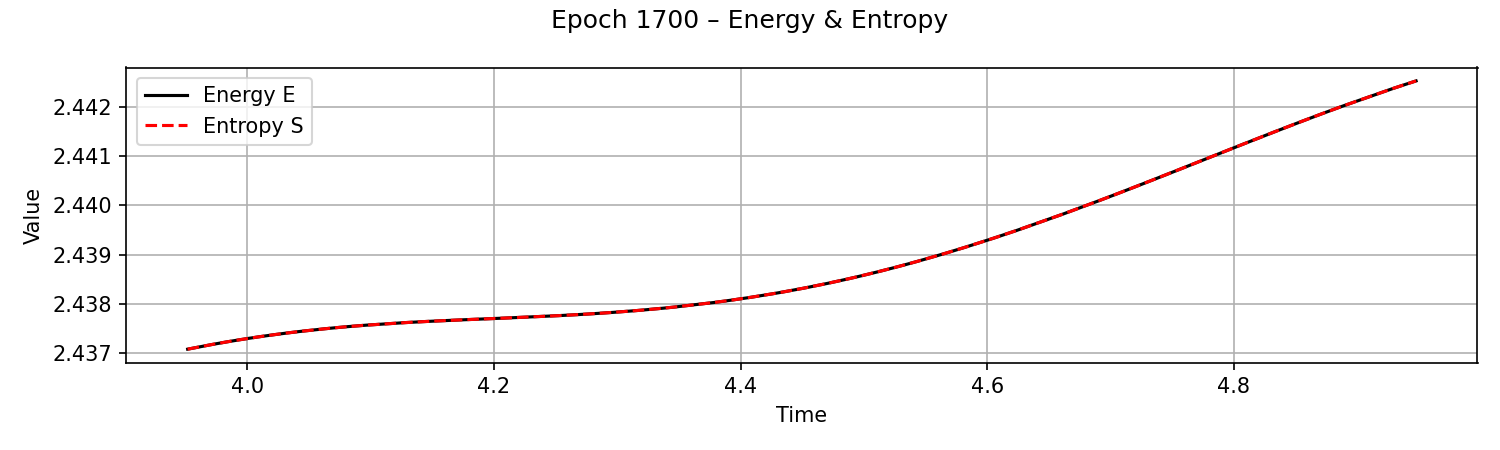 Epoch 1700 – Energy & Entropy
Energy E
Entropy S
Value
2.442
2.441
2.440
2.439
2.438
2.437
4.0 4.2 4.4 4.6 4.8
Time